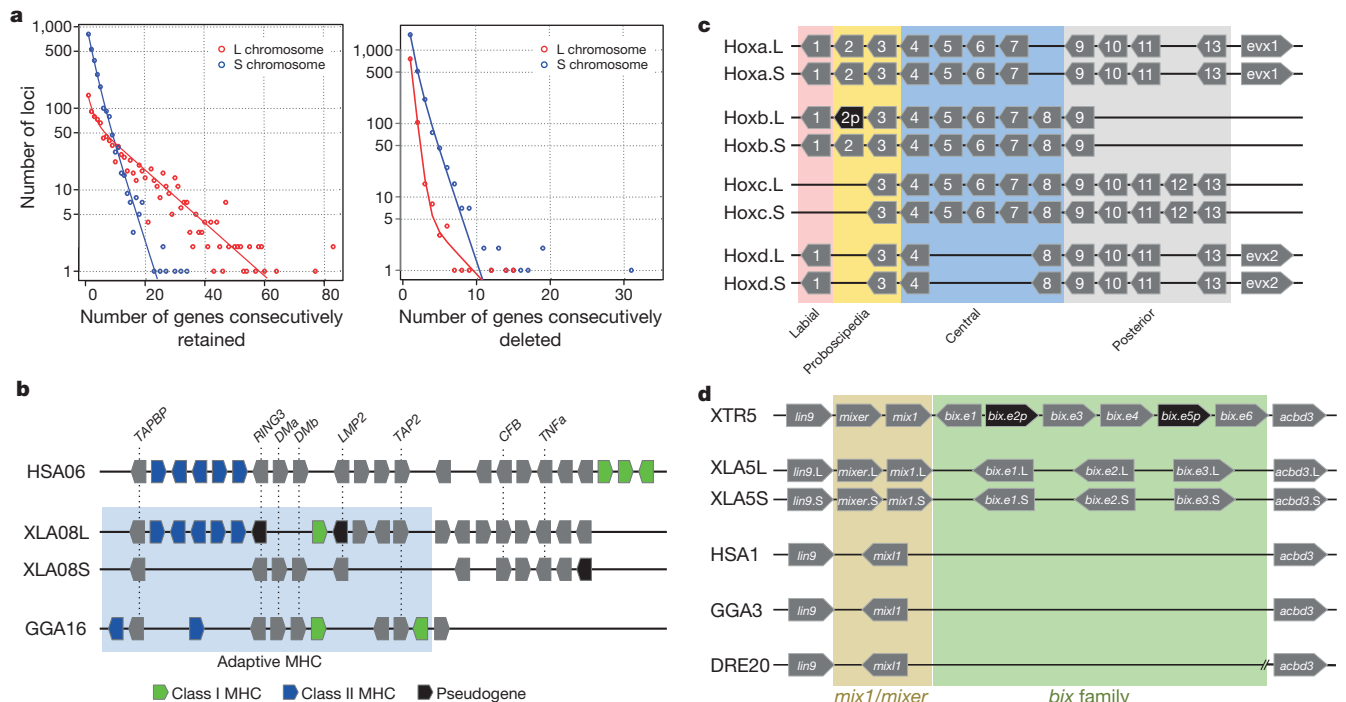 a
Number of loci
1,000
500
100
50
10
5
1
0
20
40
60
80
L chromosome
S chromosome
Number of genes consecutively
retained
1,000
500
100
50
10
5
1
0
10
20
30
L chromosome
S chromosome
Number of genes consecutively
deleted
b
TAPBP
RING3
DMa
DMb
LMP2
TAP2
CFB
TNFa
HSA06
XLA08L
XLA08S
GGA16
Adaptive MHC
Class I MHC
Class II MHC
Pseudogene
c
Hoxa.L 1 2 3 4 5 6 7 9 10 11 13 evx1
Hoxa.S 1 2 3 4 5 6 7 9 10 11 13 evx1
Hoxb.L 1 2p 3 4 5 6 7 8 9
Hoxb.S 1 2 3 4 5 6 7 8 9
Hoxc.L 3 4 5 6 7 8 9 10 11 12 13
Hoxc.S 3 4 5 6 7 8 9 10 11 12 13
Hoxd.L 1 3 4 8 9 10 11 13 evx2
Hoxd.S 1 3 4 8 9 10 11 13 evx2
Labial
Proboscipedia
Central
Posterior
d
XTR5 lin9 mixer mix1 bix.e1 bix.e2p bix.e3 bix.e4 bix.e5p bix.e6 acbd3
XLA5L lin9.L mixer.L mix1.L bix.e1.L bix.e2.L bix.e3.L acbd3.L
XLA5S lin9.S mixer.S mix1.S bix.e1.S bix.e2.S bix.e3.S acbd3.S
HSA1 lin9 mixl1 acbd3
GGA3 lin9 mixl1 acbd3
DRE20 lin9 mixl1 acbd3
mix1/mixer
bix family